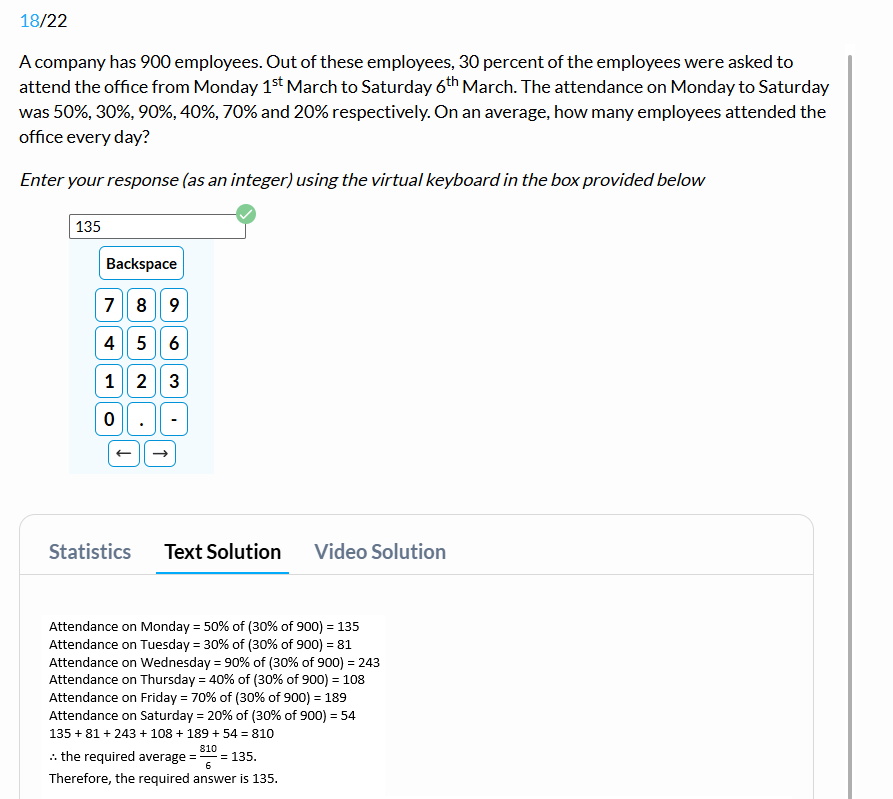 18/22
A company has 900 employees. Out of these employees, 30 percent of the employees were asked to
attend the office from Monday 1st March to Saturday 6th March. The attendance on Monday to Saturday
was 50%, 30%, 90%, 40%, 70% and 20% respectively. On an average, how many employees attended the
office every day?
Enter your response (as an integer) using the virtual keyboard in the box provided below
135
Backspace
7 8 9
4 5 6
1 2 3
0 . -
← →
Statistics Text Solution Video Solution
Attendance on Monday = 50% of (30% of 900) = 135
Attendance on Tuesday = 30% of (30% of 900) = 81
Attendance on Wednesday = 90% of (30% of 900) = 243
Attendance on Thursday = 40% of (30% of 900) = 108
Attendance on Friday = 70% of (30% of 900) = 189
Attendance on Saturday = 20% of (30% of 900) = 54
135 + 81 + 243 + 108 + 189 + 54 = 810
∴ the required average = 810/6 = 135.
Therefore, the required answer is 135.